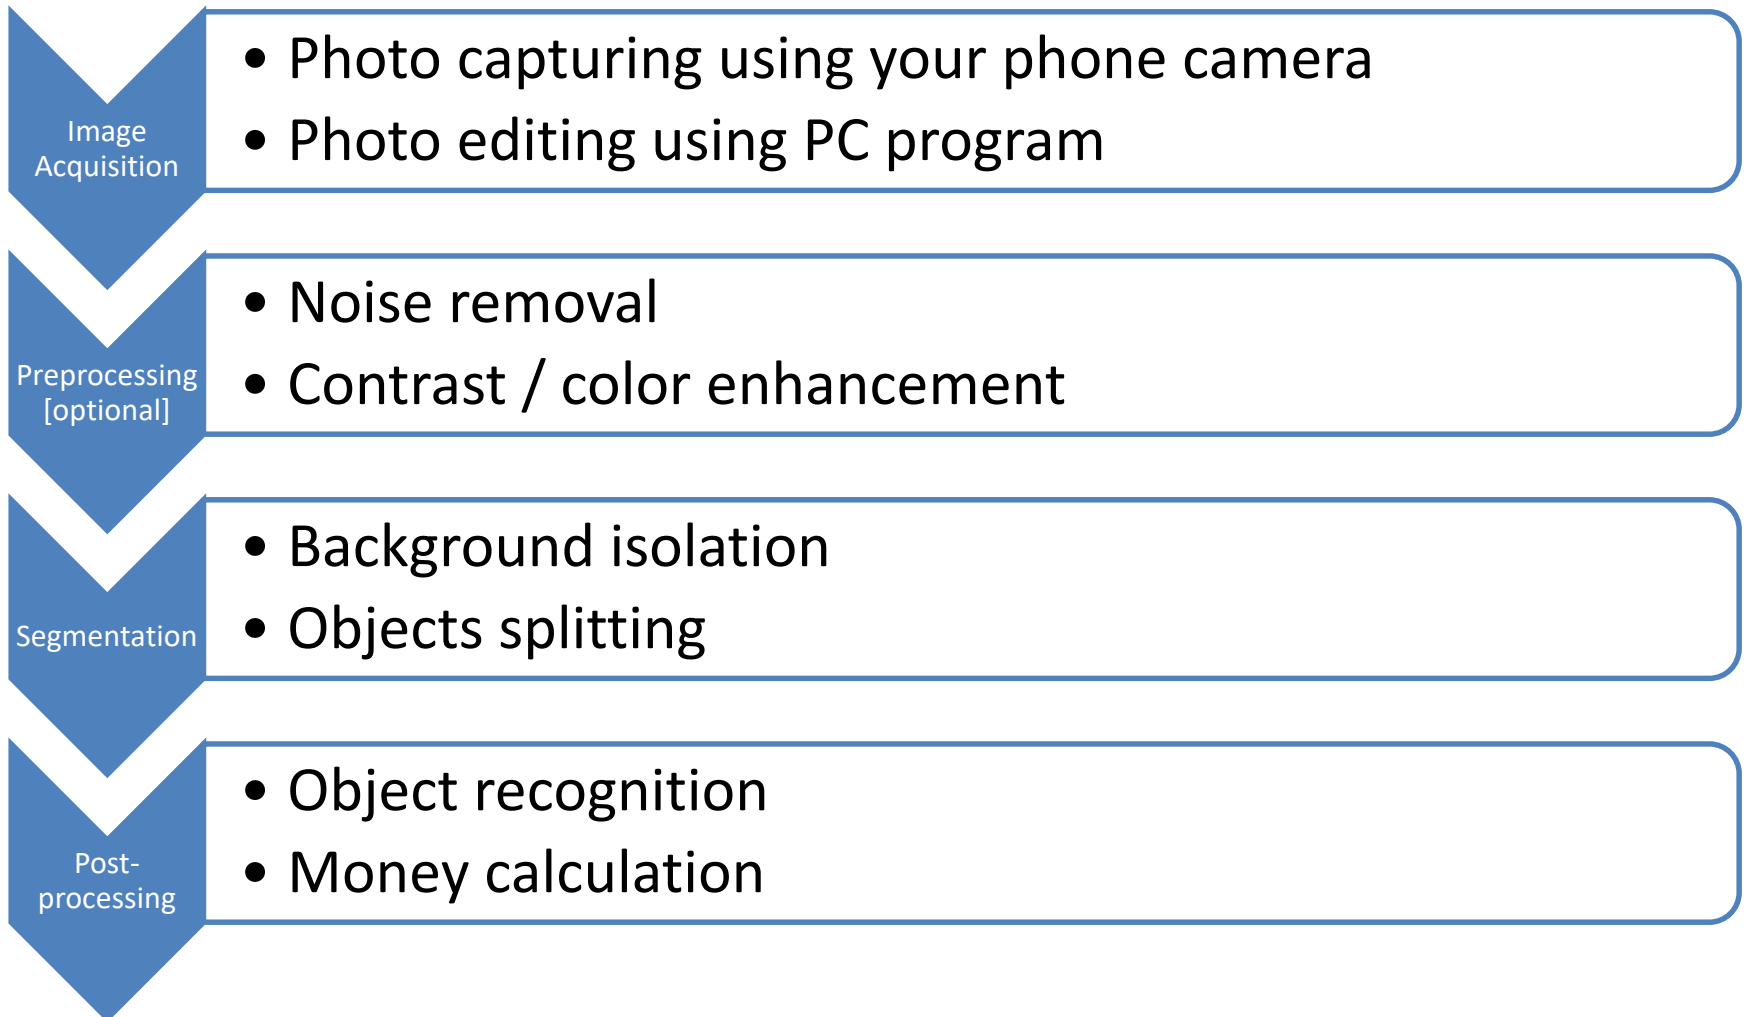 Image
Acquisition
• Photo capturing using your phone camera
• Photo editing using PC program
Preprocessing
[optional]
• Noise removal
• Contrast / color enhancement
Segmentation
• Background isolation
• Objects splitting
Post-
processing
• Object recognition
• Money calculation